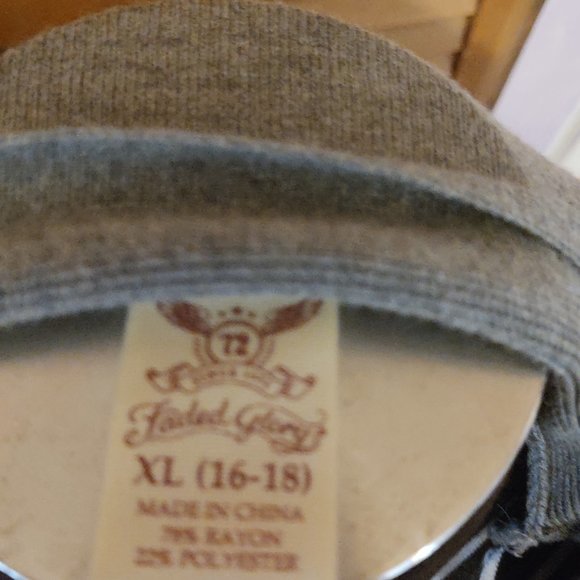 72
Faded Glory
XL (16-18)
MADE IN CHINA
78% RAYON
22% POLYESTER